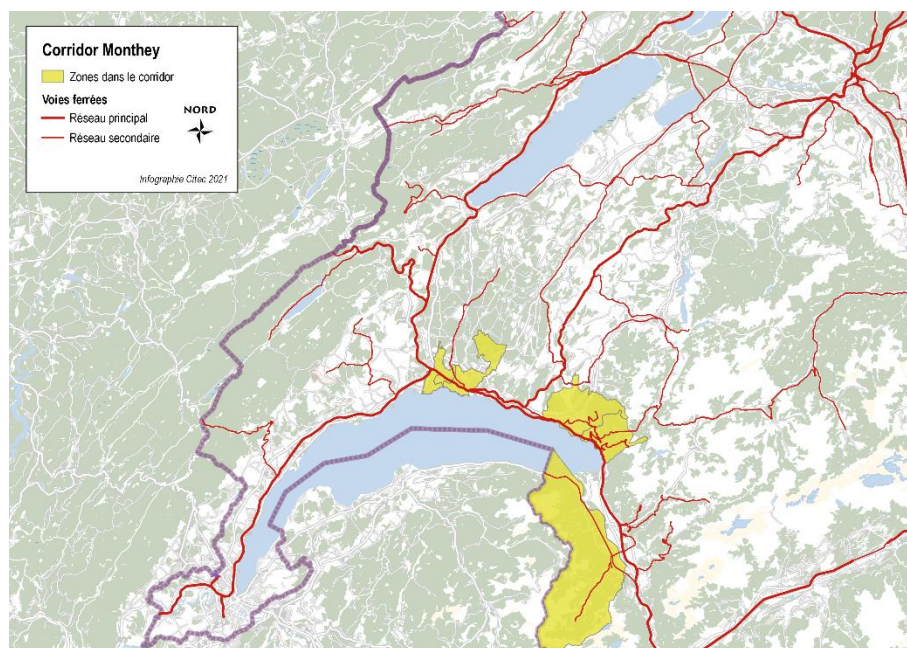 Corridor Monthey
Zones dans le corridor
Voies ferrées
NORD
Réseau principal
Réseau secondaire
Infographie Citec 2021